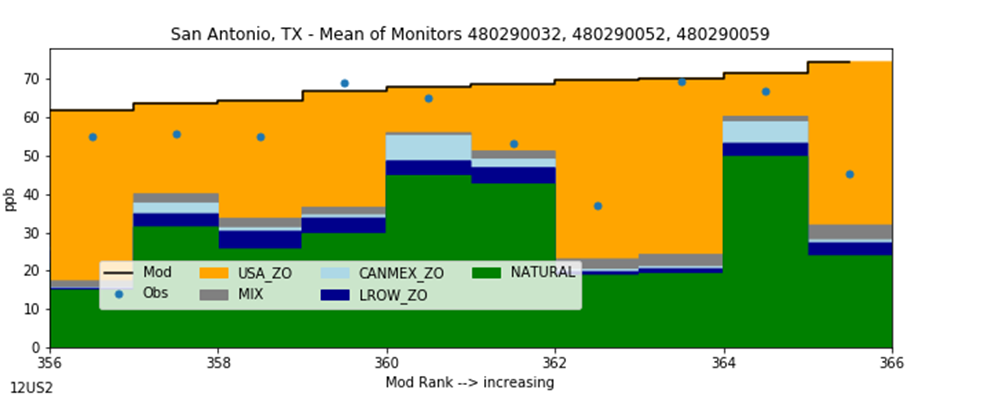 San Antonio, TX - Mean of Monitors 480290032, 480290052, 480290059
70
60
50
40
30
20
10
0
ppb
Mod
USA_ZO
CANMEX_ZO
NATURAL
Obs
MIX
LROW_ZO
356
358
360
362
364
366
Mod Rank --> increasing
12US2